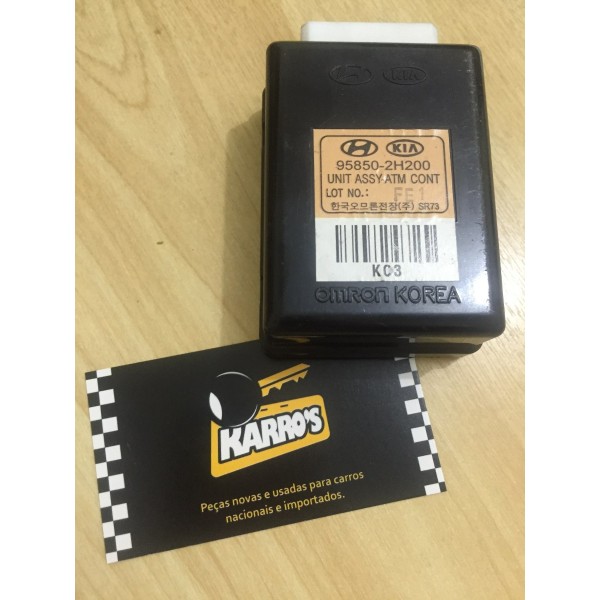 KIA
HYUNDAI KIA
95850-2H200
UNIT ASSY-ATM CONT
LOT NO.: FE1
한국오므론전장(주) SR73
K03
omron KOREA
KARRO'S
Peças novas e usadas para carros
nacionais e importados.